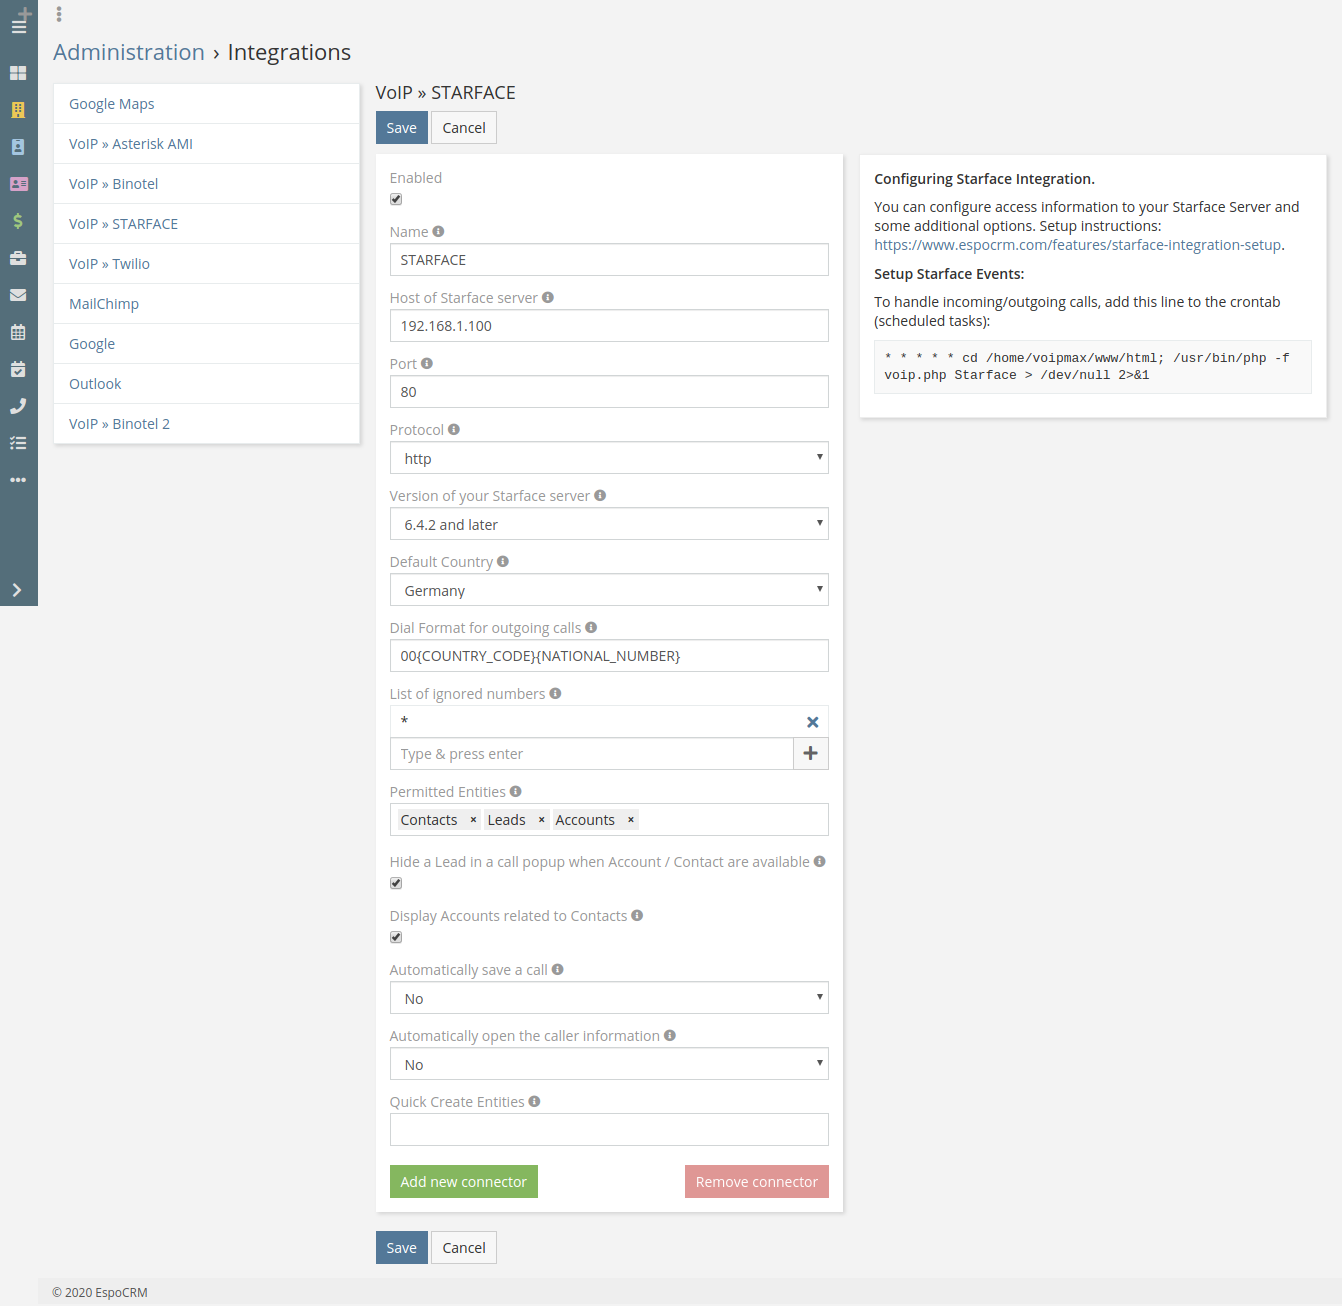 Administration › Integrations
Google Maps
VoIP » Asterisk AMI
VoIP » Binotel
VoIP » STARFACE
VoIP » Twilio
MailChimp
Google
Outlook
VoIP » Binotel 2
VoIP » STARFACE
Save Cancel
Enabled
Name
STARFACE
Host of Starface server
192.168.1.100
Port
80
Protocol
http
Version of your Starface server
6.4.2 and later
Default Country
Germany
Dial Format for outgoing calls
00{COUNTRY_CODE}{NATIONAL_NUMBER}
List of ignored numbers
*
Type & press enter
Permitted Entities
Contacts × Leads × Accounts ×
Hide a Lead in a call popup when Account / Contact are available
Display Accounts related to Contacts
Automatically save a call
No
Automatically open the caller information
No
Quick Create Entities
Add new connector Remove connector
Save Cancel
Configuring Starface Integration.
You can configure access information to your Starface Server and
some additional options. Setup instructions:
https://www.espocrm.com/features/starface-integration-setup.
Setup Starface Events:
To handle incoming/outgoing calls, add this line to the crontab
(scheduled tasks):
* * * * * cd /home/voipmax/www/html; /usr/bin/php -f
voip.php Starface > /dev/null 2>&1
© 2020 EspoCRM